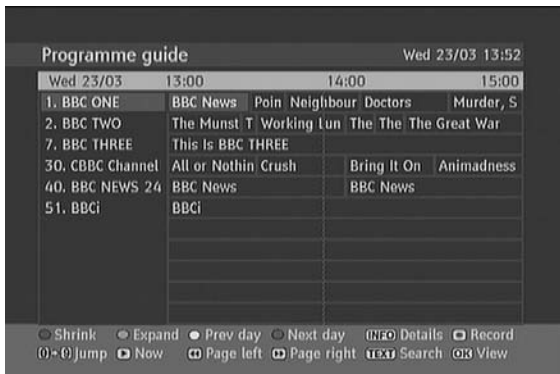 Programme guide Wed 23/03 13:52
Wed 23/03 13:00 14:00 15:00
1. BBC ONE BBC News Poin Neighbour Doctors Murder, S
2. BBC TWO The Munst T Working Lun The The The Great War
7. BBC THREE This Is BBC THREE
30. CBBC Channel All or Nothin Crush Bring It On Animadness
40. BBC NEWS 24 BBC News BBC News
51. BBCi BBCi
Shrink Expand Prev day Next day INFO Details Record
Jump Now Page left Page right TEXT Search OK View